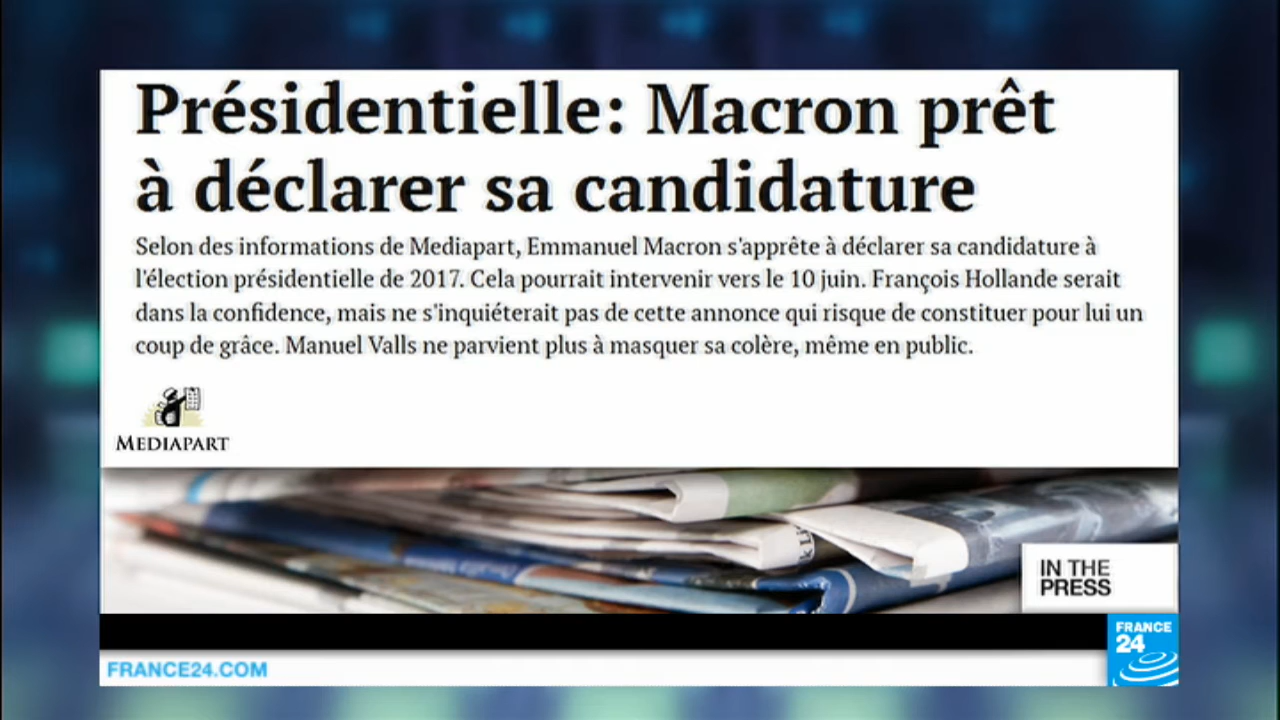 Présidentielle: Macron prêt
à déclarer sa candidature
Selon des informations de Mediapart, Emmanuel Macron s'apprête à déclarer sa candidature à
l'élection présidentielle de 2017. Cela pourrait intervenir vers le 10 juin. François Hollande serait
dans la confidence, mais ne s'inquiéterait pas de cette annonce qui risque de constituer pour lui un
coup de grâce. Manuel Valls ne parvient plus à masquer sa colère, même en public.
MEDIAPART
IN THE
PRESS
FRANCE
24
FRANCE24.COM